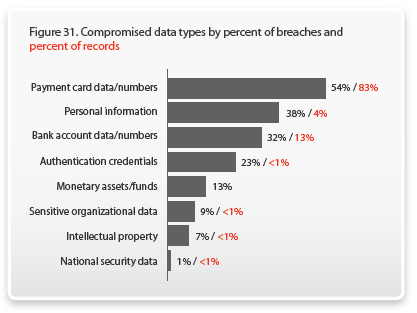 Figure 31. Compromised data types by percent of breaches and
percent of records
Payment card data/numbers 54% / 83%
Personal information 38% / 4%
Bank account data/numbers 32% / 13%
Authentication credentials 23% / <1%
Monetary assets/funds 13%
Sensitive organizational data 9% / <1%
Intellectual property 7% / <1%
National security data 1% / <1%